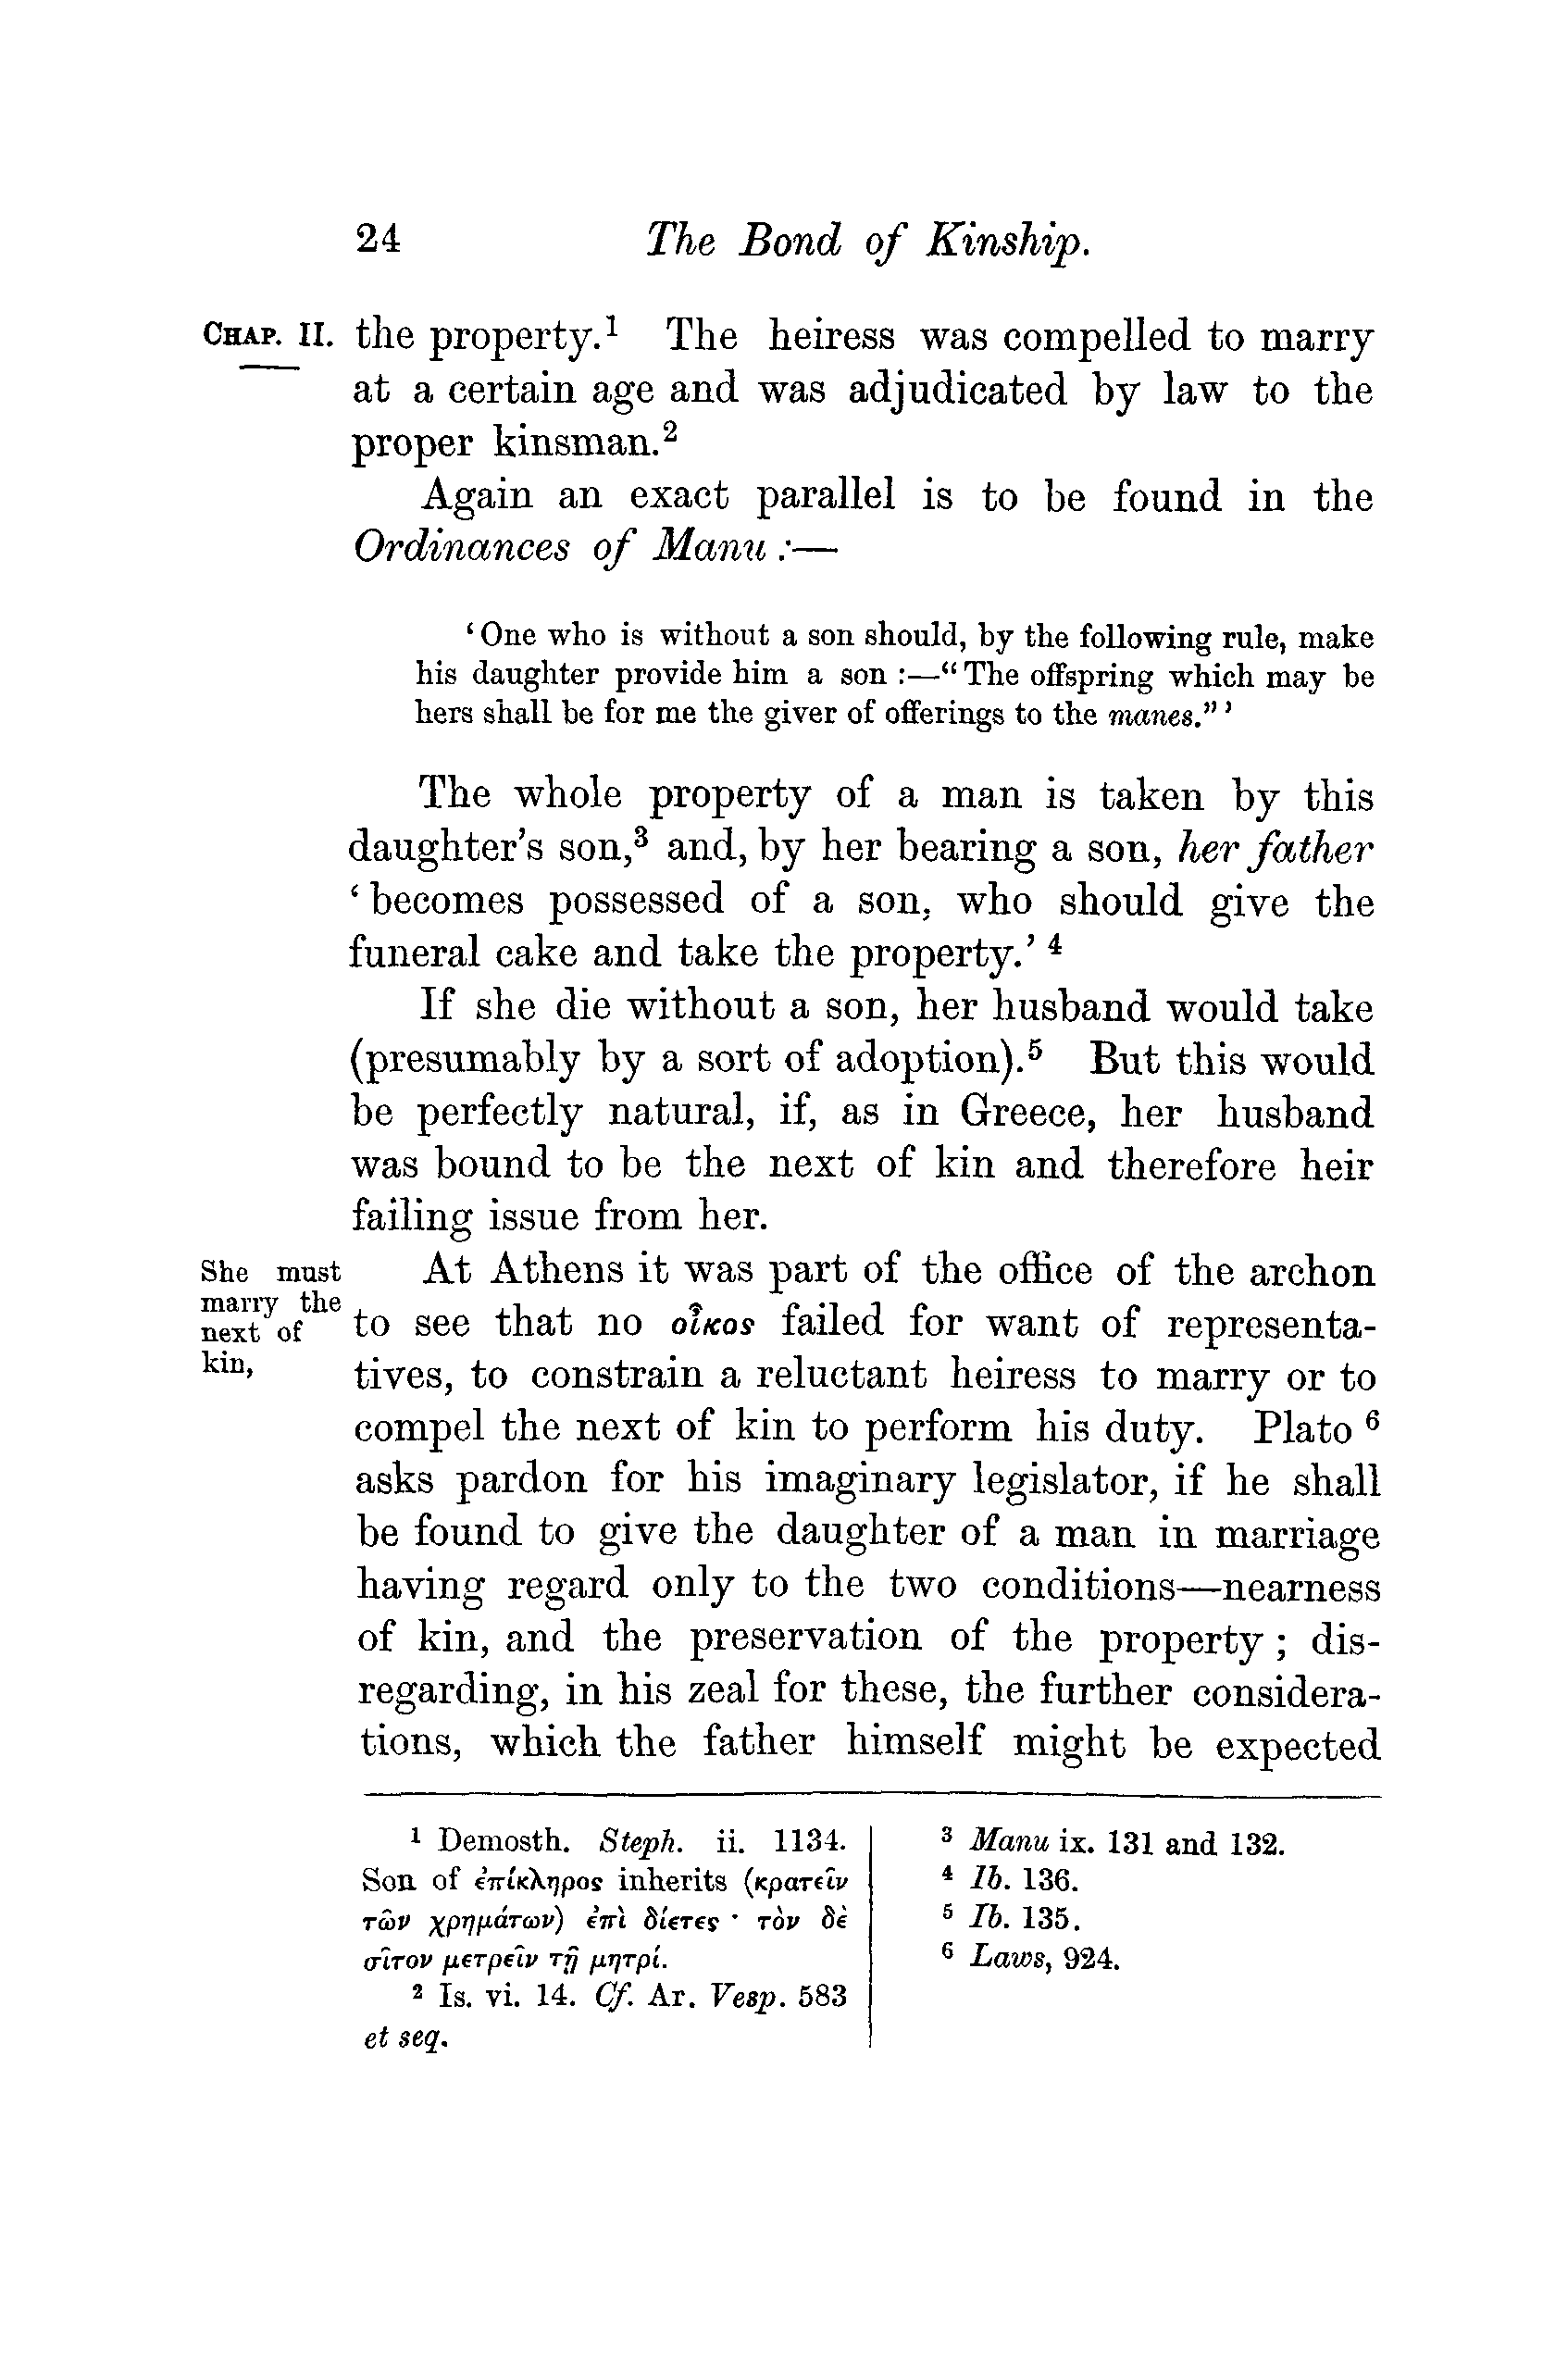 24 The Bond of Kinship.
CHAP. II. the property.¹ The heiress was compelled to marry
at a certain age and was adjudicated by law to the
proper kinsman.²
Again an exact parallel is to be found in the
Ordinances of Manu :—
‘One who is without a son should, by the following rule, make
his daughter provide him a son :—“The offspring which may be
hers shall be for me the giver of offerings to the manes.”’
The whole property of a man is taken by this
daughter’s son,³ and, by her bearing a son, her father
‘becomes possessed of a son, who should give the
funeral cake and take the property.’ ⁴
If she die without a son, her husband would take
(presumably by a sort of adoption).⁵ But this would
be perfectly natural, if, as in Greece, her husband
was bound to be the next of kin and therefore heir
failing issue from her.
She must
marry the
next of
kin,
At Athens it was part of the office of the archon
to see that no οἶκος failed for want of representa-
tives, to constrain a reluctant heiress to marry or to
compel the next of kin to perform his duty. Plato ⁶
asks pardon for his imaginary legislator, if he shall
be found to give the daughter of a man in marriage
having regard only to the two conditions—nearness
of kin, and the preservation of the property ; dis-
regarding, in his zeal for these, the further considera-
tions, which the father himself might be expected
¹ Demosth. Steph. ii. 1134.
Son of ἐπίκληρος inherits (κρατεῖν
τῶν χρημάτων) ἐπὶ δίετες · τὸν δὲ
σῖτον μετρεῖν τῇ μητρί.
² Is. vi. 14. Cf. Ar. Vesp. 583
et seq.
³ Manu ix. 131 and 132.
⁴ Ib. 136.
⁵ Ib. 135.
⁶ Laws, 924.